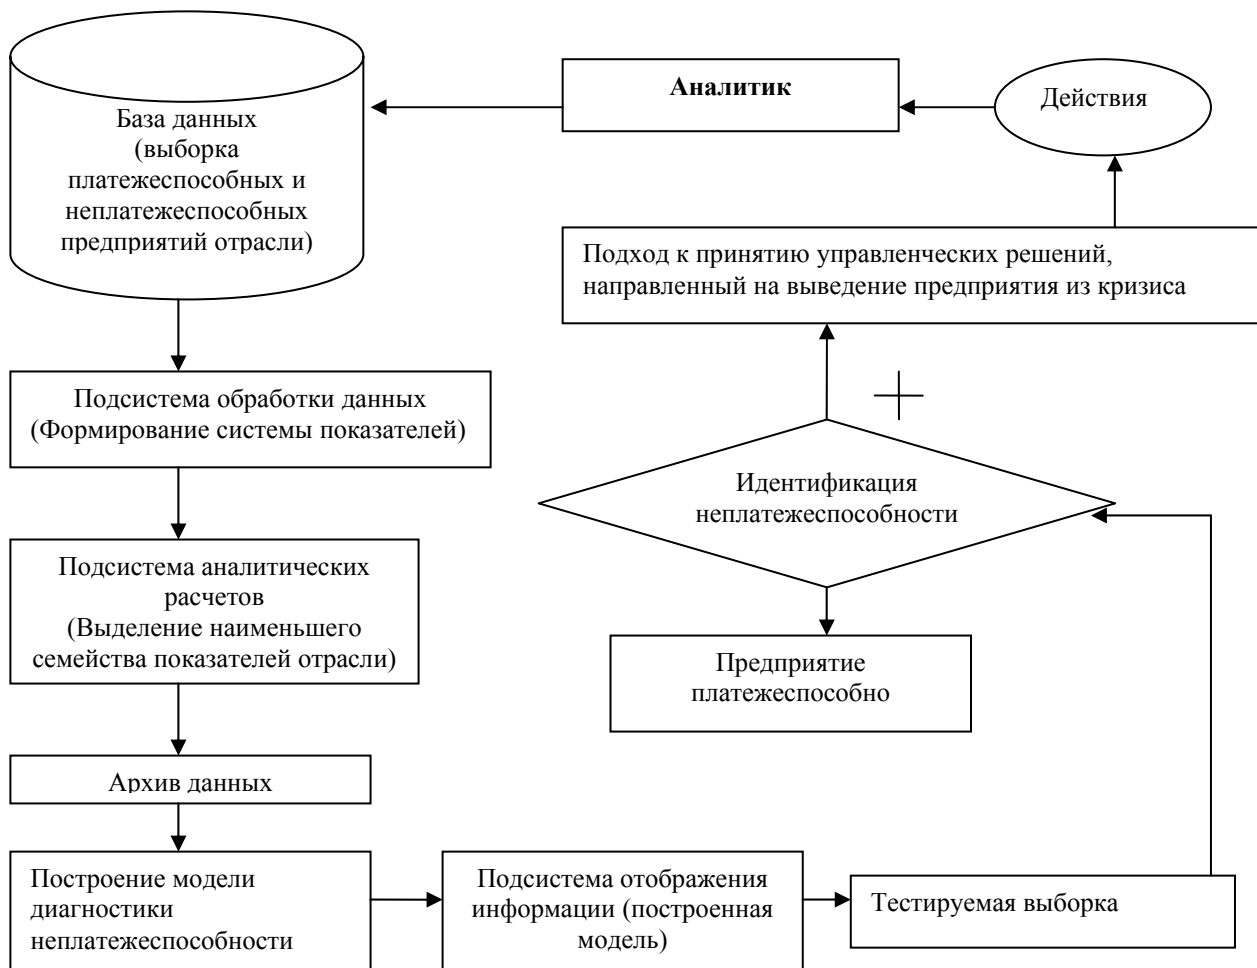 База данных
(выборка
платежеспособных и
неплатежеспособных
предприятий отрасли)
Аналитик
Действия
Подход к принятию управленческих решений,
направленный на выведение предприятия из кризиса
Подсистема обработки данных
(Формирование системы показателей)
Идентификация
неплатежеспособности
Подсистема аналитических
расчетов
(Выделение наименьшего
семейства показателей отрасли)
Предприятие
платежеспособно
Архив данных
Построение модели
диагностики
неплатежеспособности
Подсистема отображения
информации (построенная
модель)
Тестируемая выборка